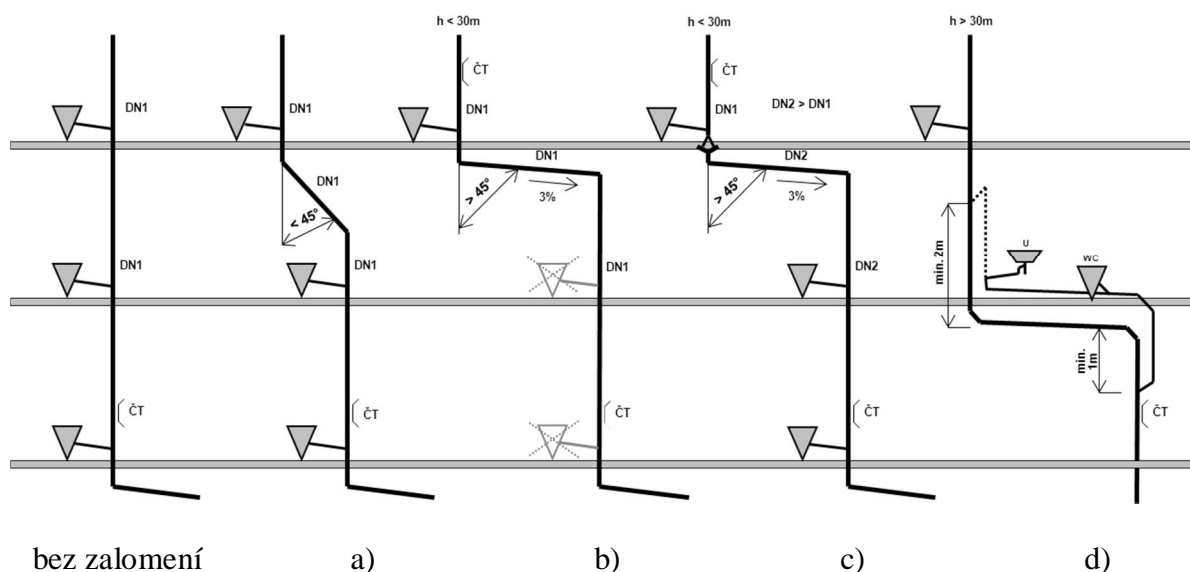 h < 30m
h < 30m
h > 30m
ČT
ČT
DN1
DN1
DN1
DN1
DN2 > DN1
DN1
DN1
DN2
< 45°
> 45°
3%
> 45°
3%
min. 2m
U
WC
DN1
DN1
DN1
DN2
min.
1m
ČT
ČT
ČT
ČT
bez zalomení a) b) c) d)